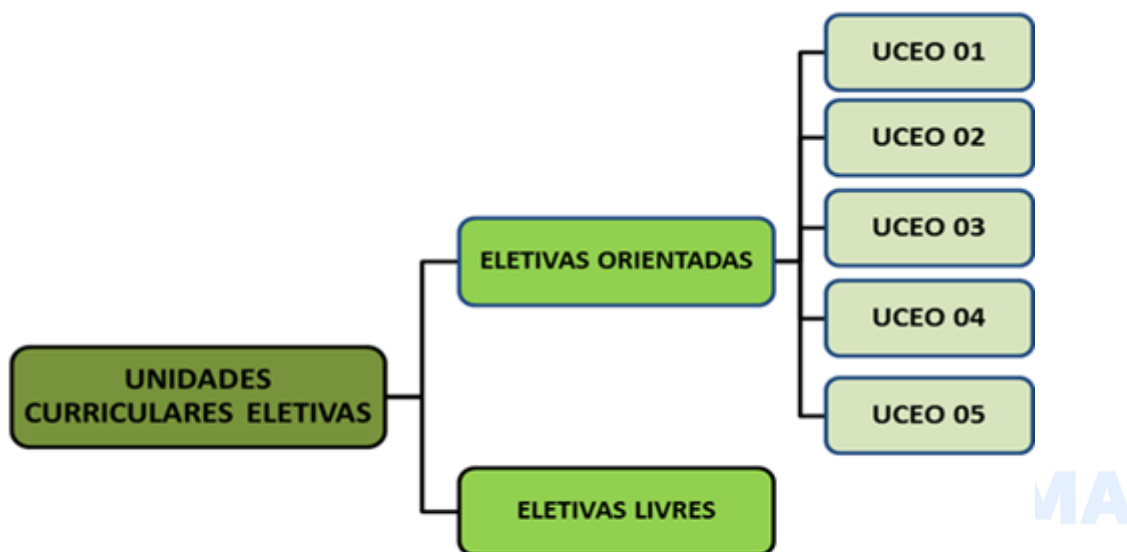 UCEO 01
UCEO 02
UCEO 03
ELETIVAS ORIENTADAS
UCEO 04
UNIDADES
CURRICULARES ELETIVAS
UCEO 05
ELETIVAS LIVRES
MA